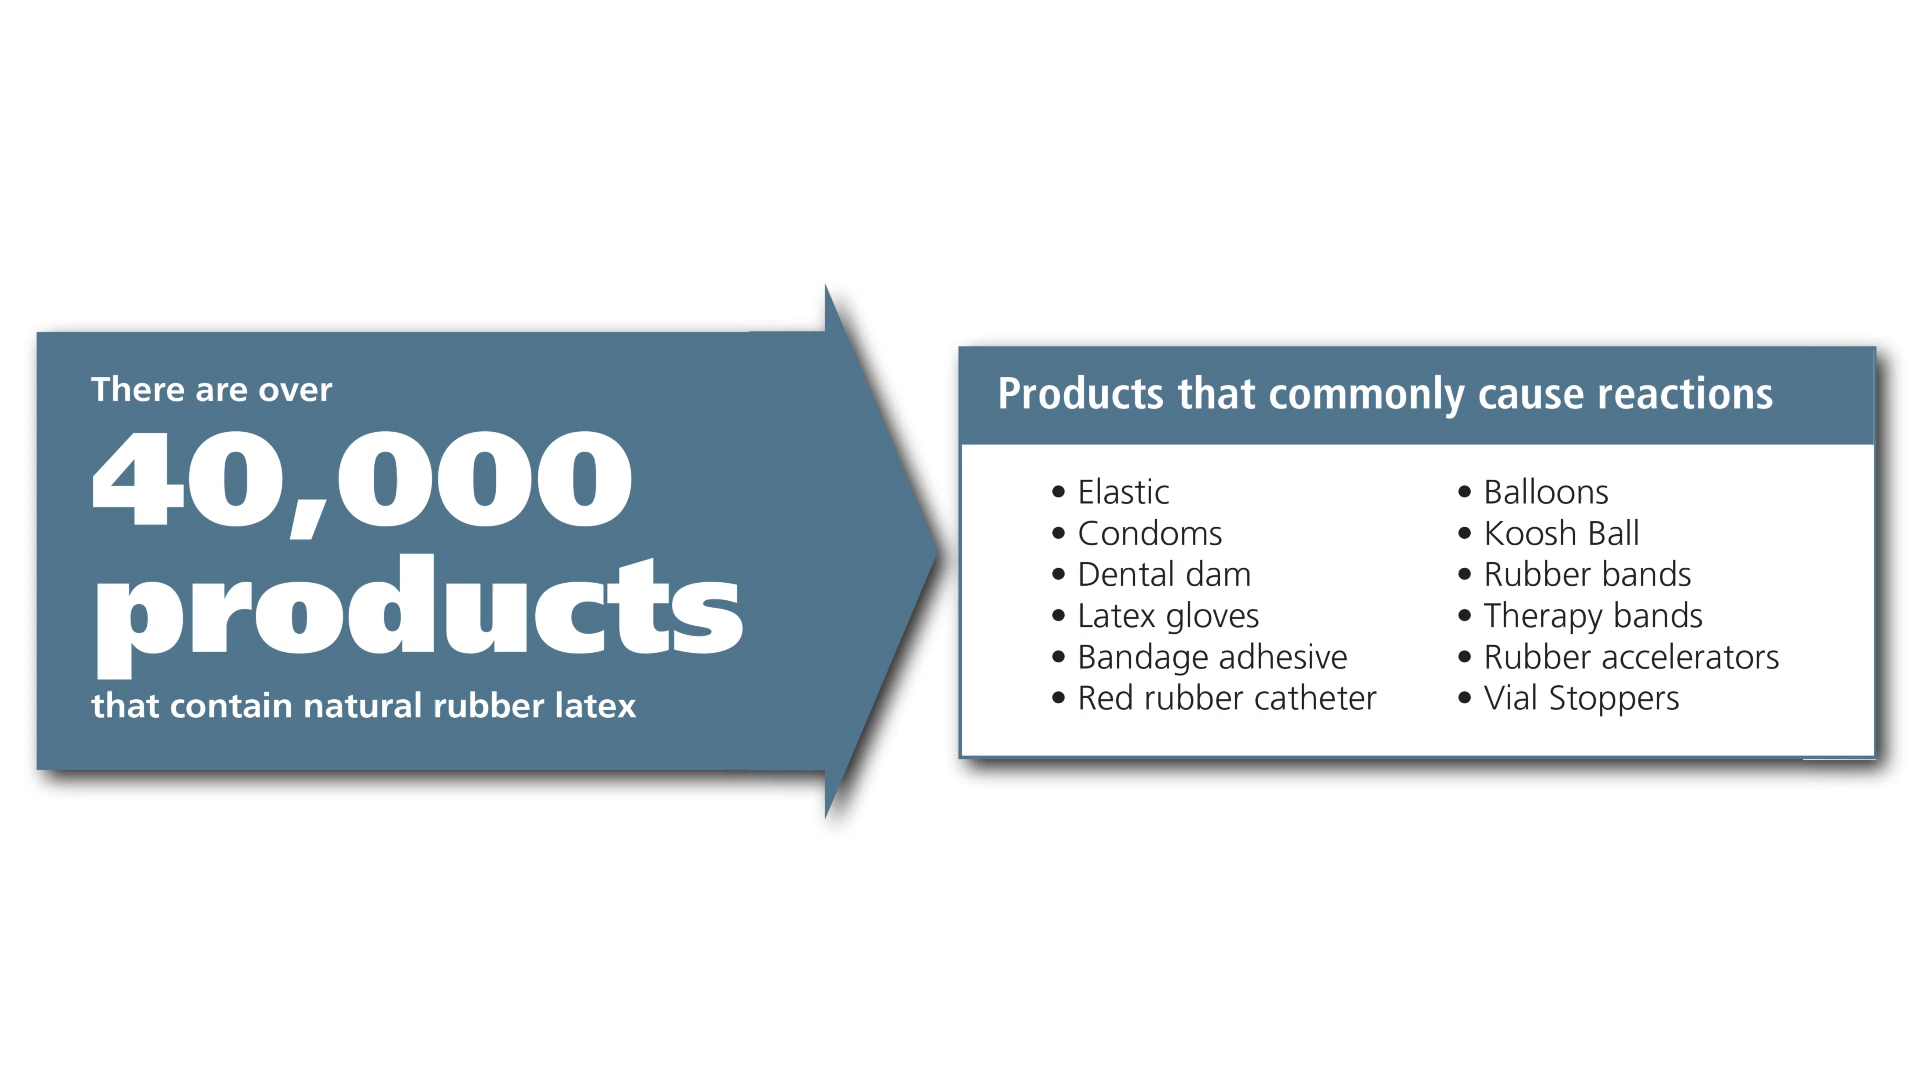 There are over
40,000
products
that contain natural rubber latex
Products that commonly cause reactions
• Elastic
• Condoms
• Dental dam
• Latex gloves
• Bandage adhesive
• Red rubber catheter
• Balloons
• Koosh Ball
• Rubber bands
• Therapy bands
• Rubber accelerators
• Vial Stoppers